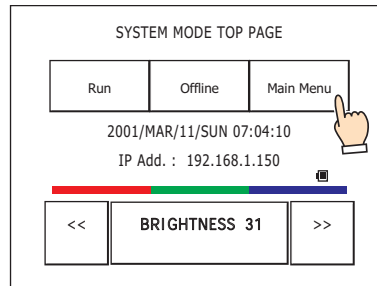 SYSTEM MODE TOP PAGE
Run Offline Main Menu
2001/MAR/11/SUN 07:04:10
IP Add. : 192.168.1.150
<< BRIGHTNESS 31 >>